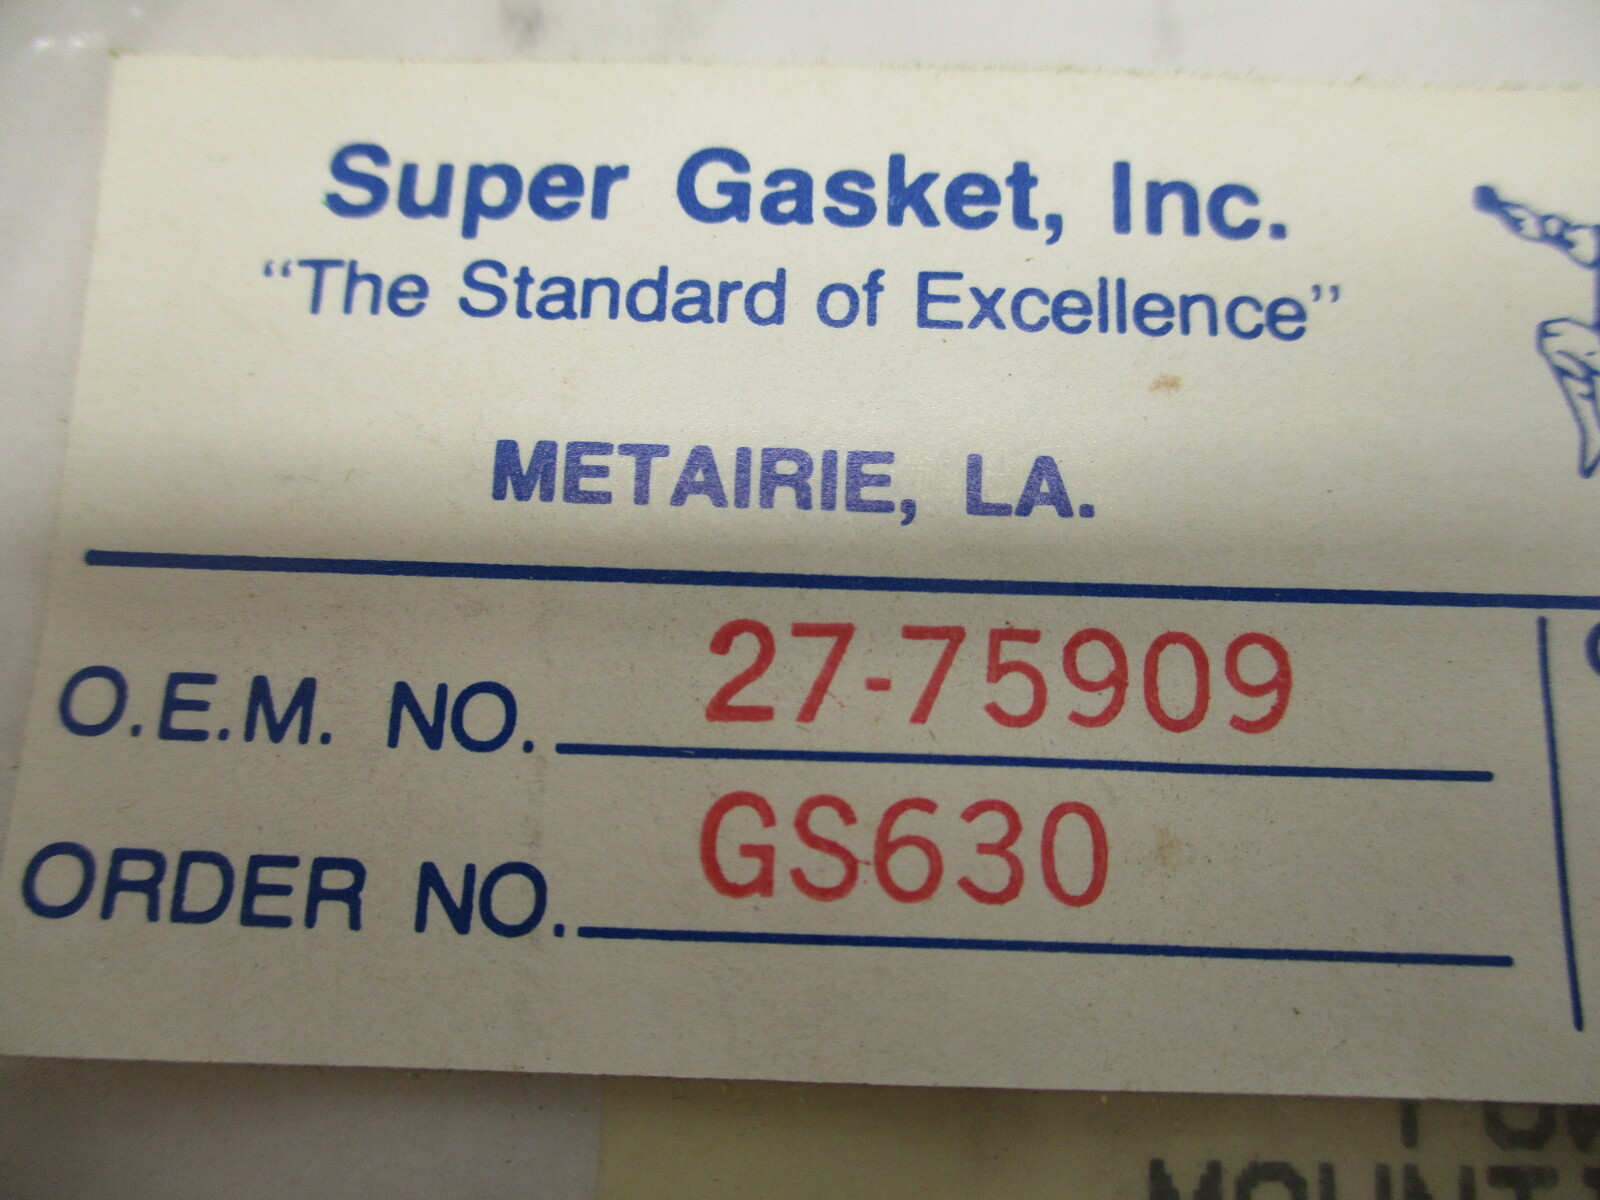 Super Gasket, Inc.
"The Standard of Excellence"
METAIRIE, LA.
O.E.M. NO. 27-75909
ORDER NO. GS630